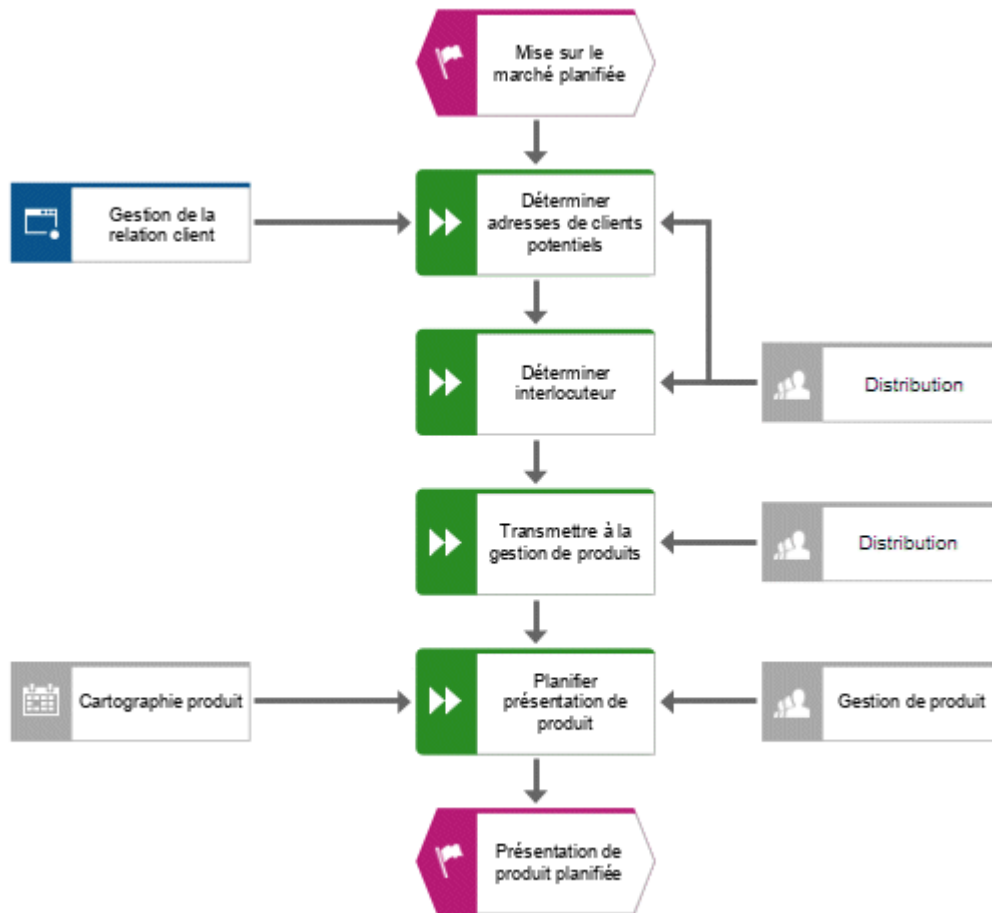 Mise sur le
marché planifiée
Gestion de la
relation client
Déterminer
adresses de clients
potentiels
Déterminer
interlocuteur
Distribution
Transmettre à la
gestion de produits
Distribution
Cartographie produit
Planifier
présentation de
produit
Gestion de produit
Présentation de
produit planifiée